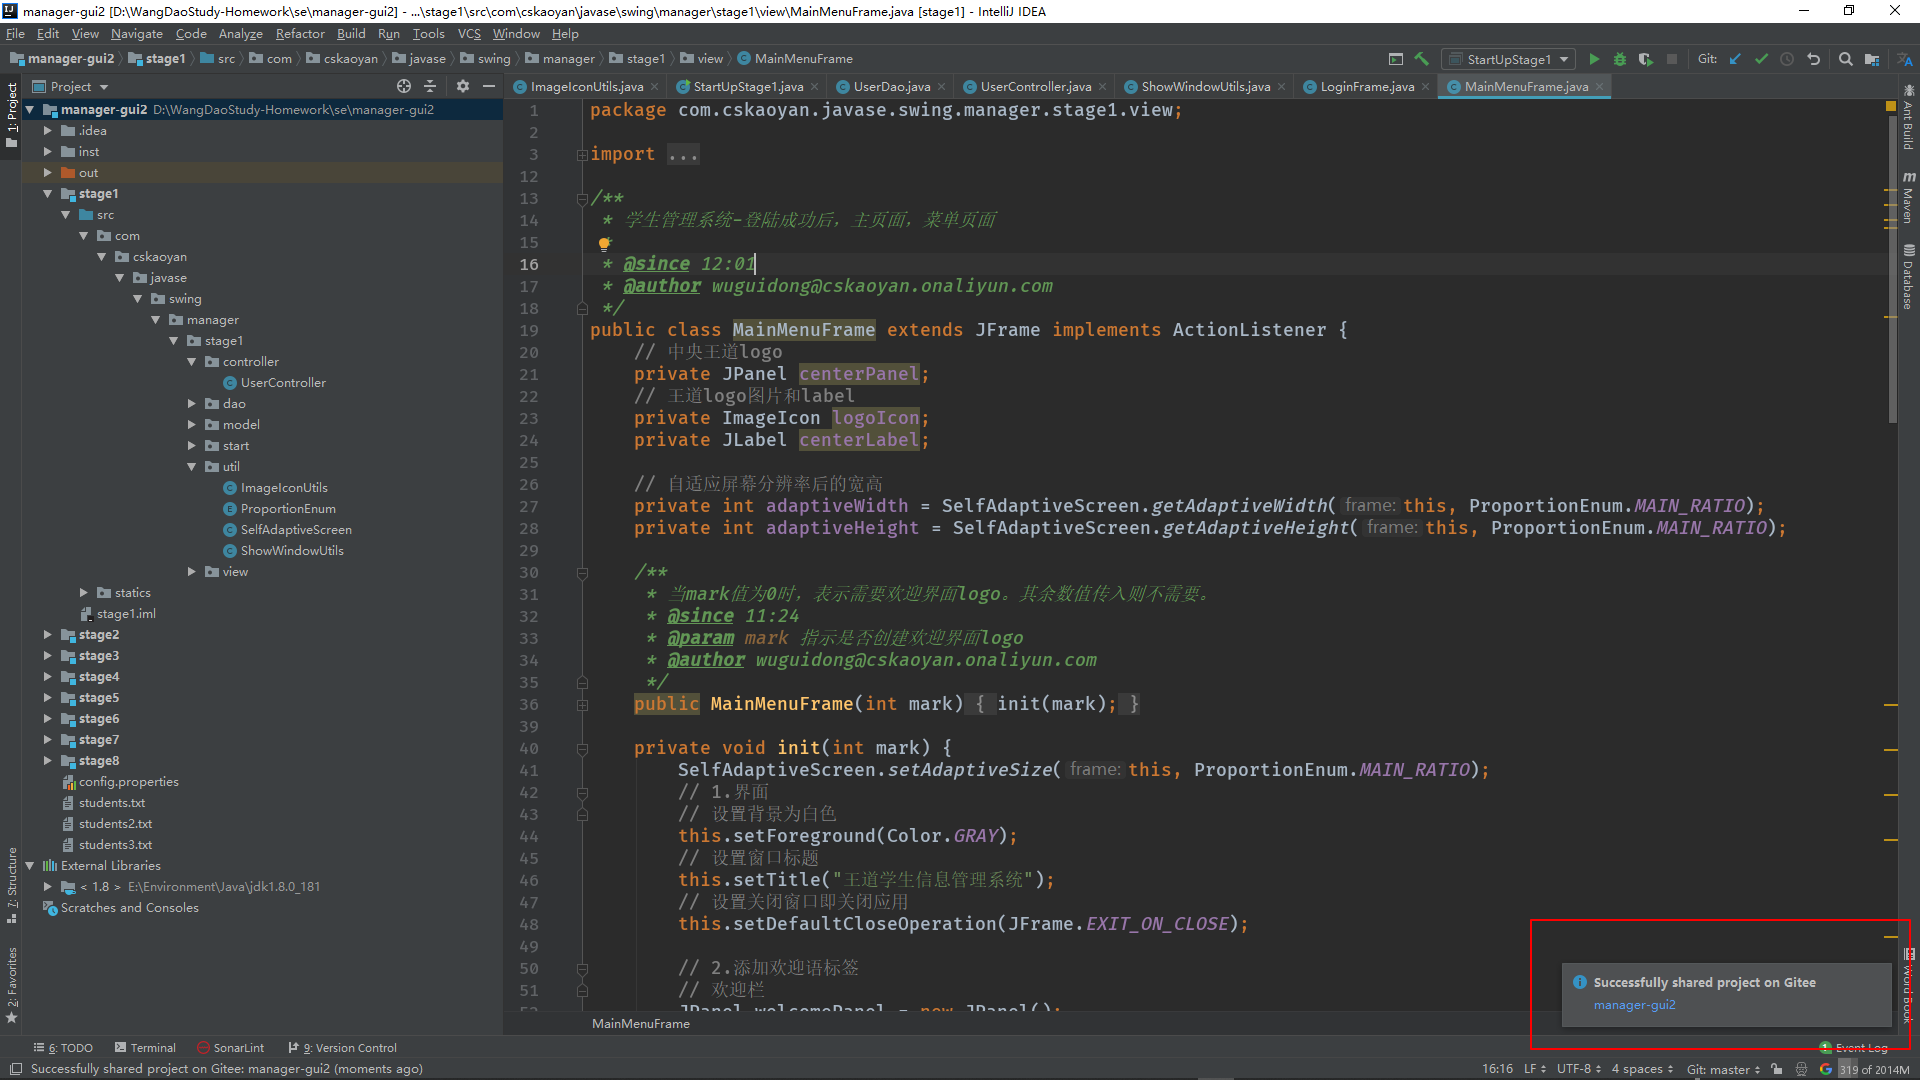 manager-gui2 [D:\WangDaoStudy-Homework\se\manager-gui2] - ...\stage1\src\com\cskaoyan\javase\swing\manager\stage1\view\MainMenuFrame.java [stage1] - IntelliJ IDEA
File Edit View Navigate Code Analyze Refactor Build Run Tools VCS Window Help
manager-gui2 stage1 src com cskaoyan javase swing manager stage1 view MainMenuFrame
StartUpStage1 Git:
Project
ImageIconUtils.java StartUpStage1.java UserDao.java UserController.java ShowWindowUtils.java LoginFrame.java MainMenuFrame.java
1: Project
7: Structure
2: Favorites
manager-gui2 D:\WangDaoStudy-Homework\se\manager-gui2
.idea
inst
out
stage1
src
com
cskaoyan
javase
swing
manager
stage1
controller
UserController
dao
model
start
util
ImageIconUtils
ProportionEnum
SelfAdaptiveScreen
ShowWindowUtils
view
statics
stage1.iml
stage2
stage3
stage4
stage5
stage6
stage7
stage8
config.properties
students.txt
students2.txt
students3.txt
External Libraries
< 1.8 > E:\Environment\Java\jdk1.8.0_181
Scratches and Consoles
1 package com.cskaoyan.javase.swing.manager.stage1.view;
2
3 import ...
12
13 /**
14 * 学生管理系统-登陆成功后，主页面，菜单页面
15
16 * @since 12:01
17 * @author wuguidong@cskaoyan.onaliyun.com
18 */
19 public class MainMenuFrame extends JFrame implements ActionListener {
20 // 中央王道logo
21 private JPanel centerPanel;
22 // 王道logo图片和label
23 private ImageIcon logoIcon;
24 private JLabel centerLabel;
25
26 // 自适应屏幕分辨率后的宽高
27 private int adaptiveWidth = SelfAdaptiveScreen.getAdaptiveWidth( frame: this, ProportionEnum.MAIN_RATIO);
28 private int adaptiveHeight = SelfAdaptiveScreen.getAdaptiveHeight( frame: this, ProportionEnum.MAIN_RATIO);
29
30 /**
31 * 当mark值为0时，表示需要欢迎界面logo。其余数值传入则不需要。
32 * @since 11:24
33 * @param mark 指示是否创建欢迎界面logo
34 * @author wuguidong@cskaoyan.onaliyun.com
35 */
36 public MainMenuFrame(int mark) { init(mark); }
39
40 private void init(int mark) {
41 SelfAdaptiveScreen.setAdaptiveSize( frame: this, ProportionEnum.MAIN_RATIO);
42 // 1.界面
43 // 设置背景为白色
44 this.setForeground(Color.GRAY);
45 // 设置窗口标题
46 this.setTitle("王道学生信息管理系统");
47 // 设置关闭窗口即关闭应用
48 this.setDefaultCloseOperation(JFrame.EXIT_ON_CLOSE);
49
50 // 2.添加欢迎语标签
51 // 欢迎栏
52 JPanel welcomePanel = new JPanel();
MainMenuFrame
Ant Build
Maven
Database
Word Book
Successfully shared project on Gitee
manager-gui2
6: TODO Terminal SonarLint 9: Version Control 1 Event Log
Successfully shared project on Gitee: manager-gui2 (moments ago) 16:16 LF UTF-8 4 spaces Git: master 319 of 2014M